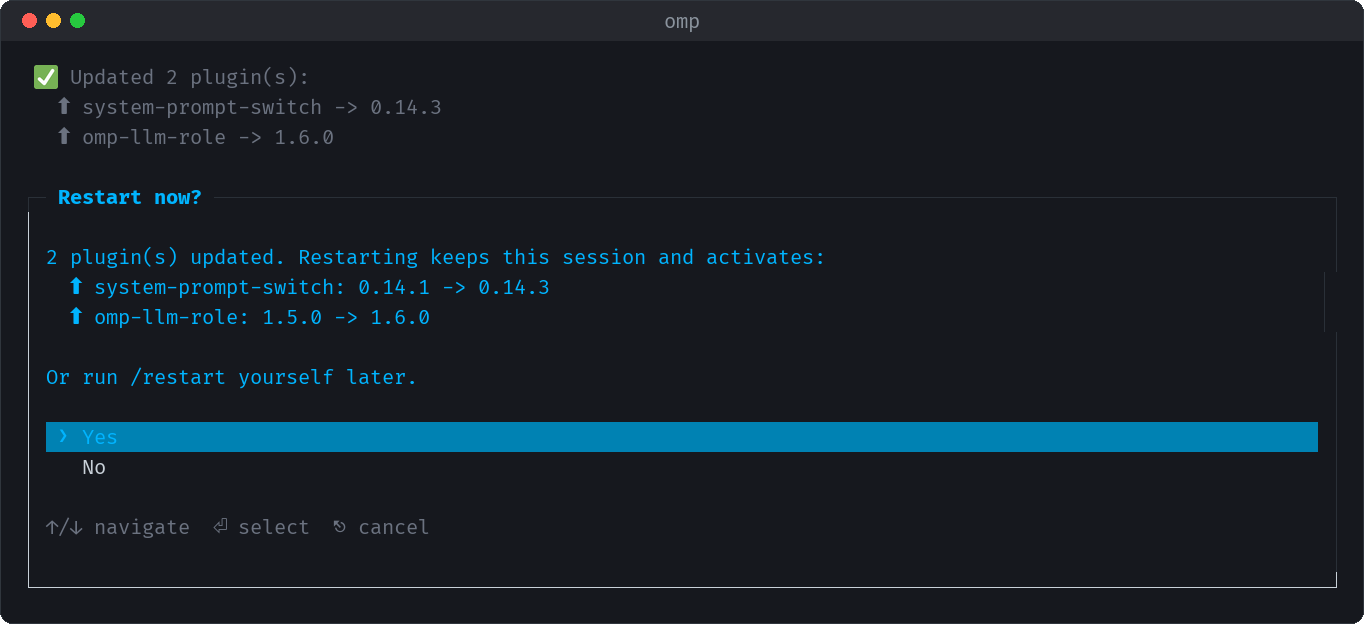 omp
✅ Updated 2 plugin(s):
⬆ system-prompt-switch -> 0.14.3
⬆ omp-llm-role -> 1.6.0
Restart now?
2 plugin(s) updated. Restarting keeps this session and activates:
⬆ system-prompt-switch: 0.14.1 -> 0.14.3
⬆ omp-llm-role: 1.5.0 -> 1.6.0
Or run /restart yourself later.
❯ Yes
No
↑/↓ navigate ⏎ select ⎋ cancel